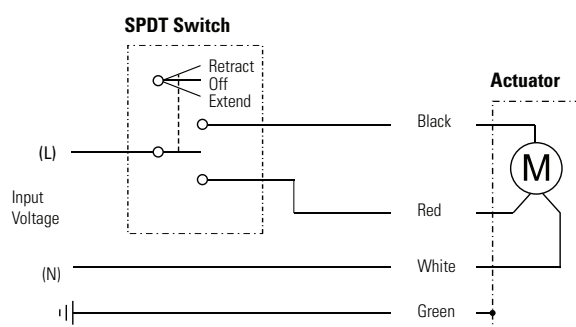 SPDT Switch
Retract
Off
Extend
Actuator
Black
(L)
M
Input
Voltage
Red
White
(N)
Green